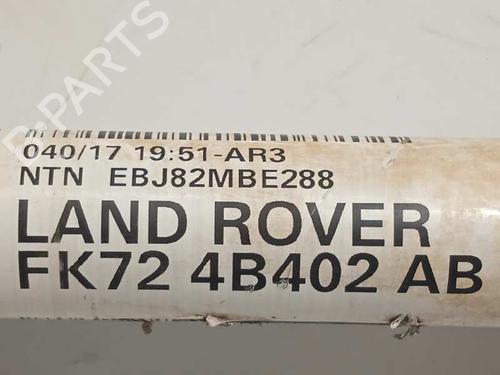 B-PARTS
040/17 19:51-AR3
NTN EBJ82MBE288
LAND ROVER
FK72 4B402 AB